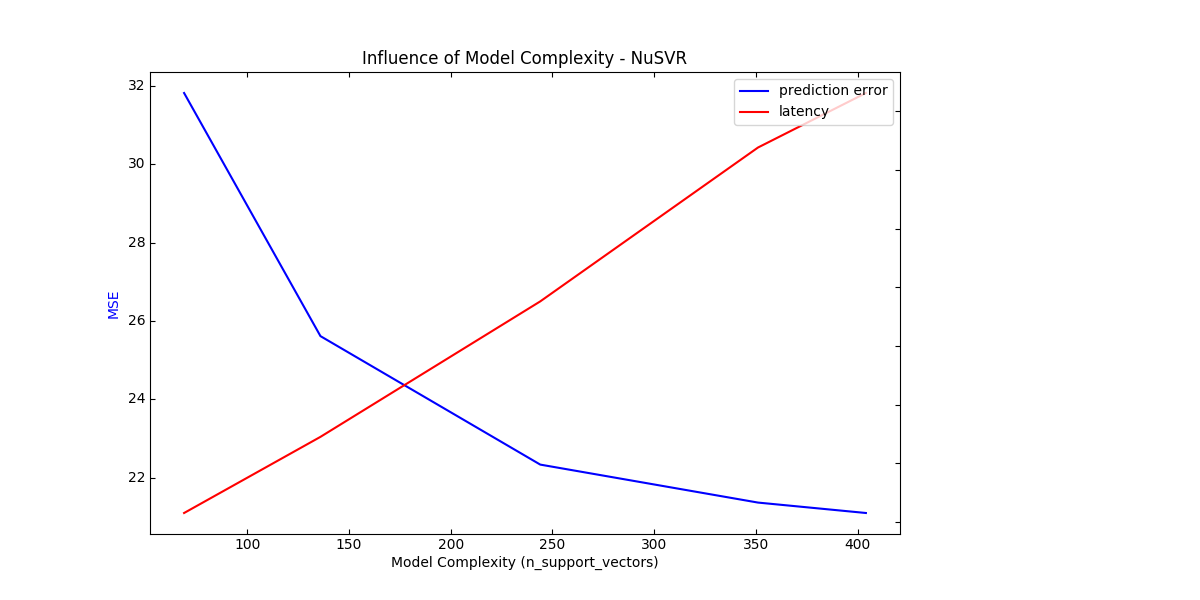 Influence of Model Complexity - NuSVR
prediction error
latency
32
30
28
26
24
22
MSE
100 150 200 250 300 350 400
Model Complexity (n_support_vectors)